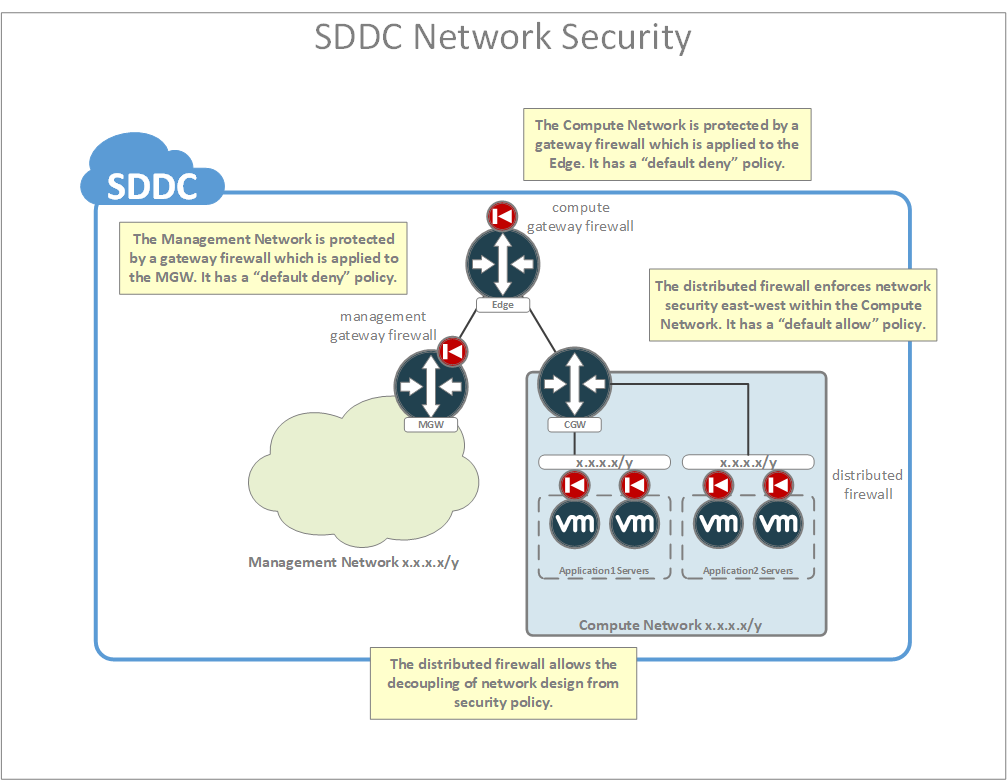 SDDC Network Security
The Compute Network is protected by a
gateway firewall which is applied to the
Edge. It has a “default deny” policy.
SDDC
compute
gateway firewall
The Management Network is protected
by a gateway firewall which is applied to
the MGW. It has a “default deny” policy.
The distributed firewall enforces network
security east-west within the Compute
Network. It has a “default allow” policy.
Edge
management
gateway firewall
MGW
CGW
x.x.x.x/y
x.x.x.x/y
distributed
firewall
vm
vm
vm
vm
Application1 Servers
Application2 Servers
Management Network x.x.x.x/y
Compute Network x.x.x.x/y
The distributed firewall allows the
decoupling of network design from
security policy.